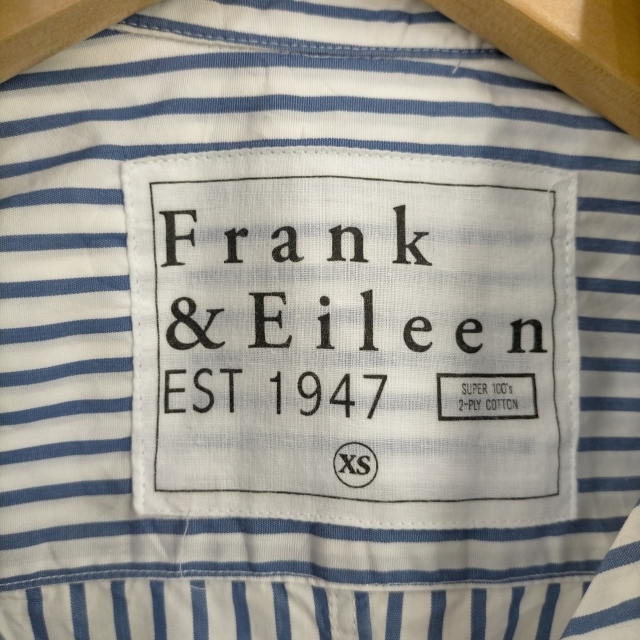 Frank
& Eileen
EST 1947
SUPER 100's
2-PLY COTTON
XS